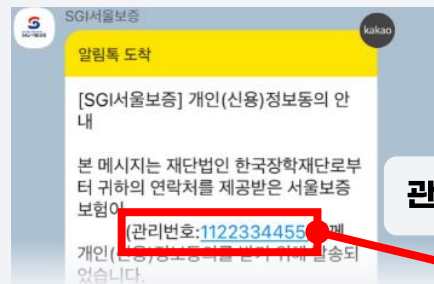 SGI서울보증
kakao
알림톡 도착
[SGI서울보증] 개인(신용)정보동의 안
내
본 메시지는 재단법인 한국장학재단로부
터 귀하의 연락처를 제공받은 서울보증
보험이
(관리번호:1122334455
관
개인(신용)정보동의를 받기 위해 발송되
었습니다.